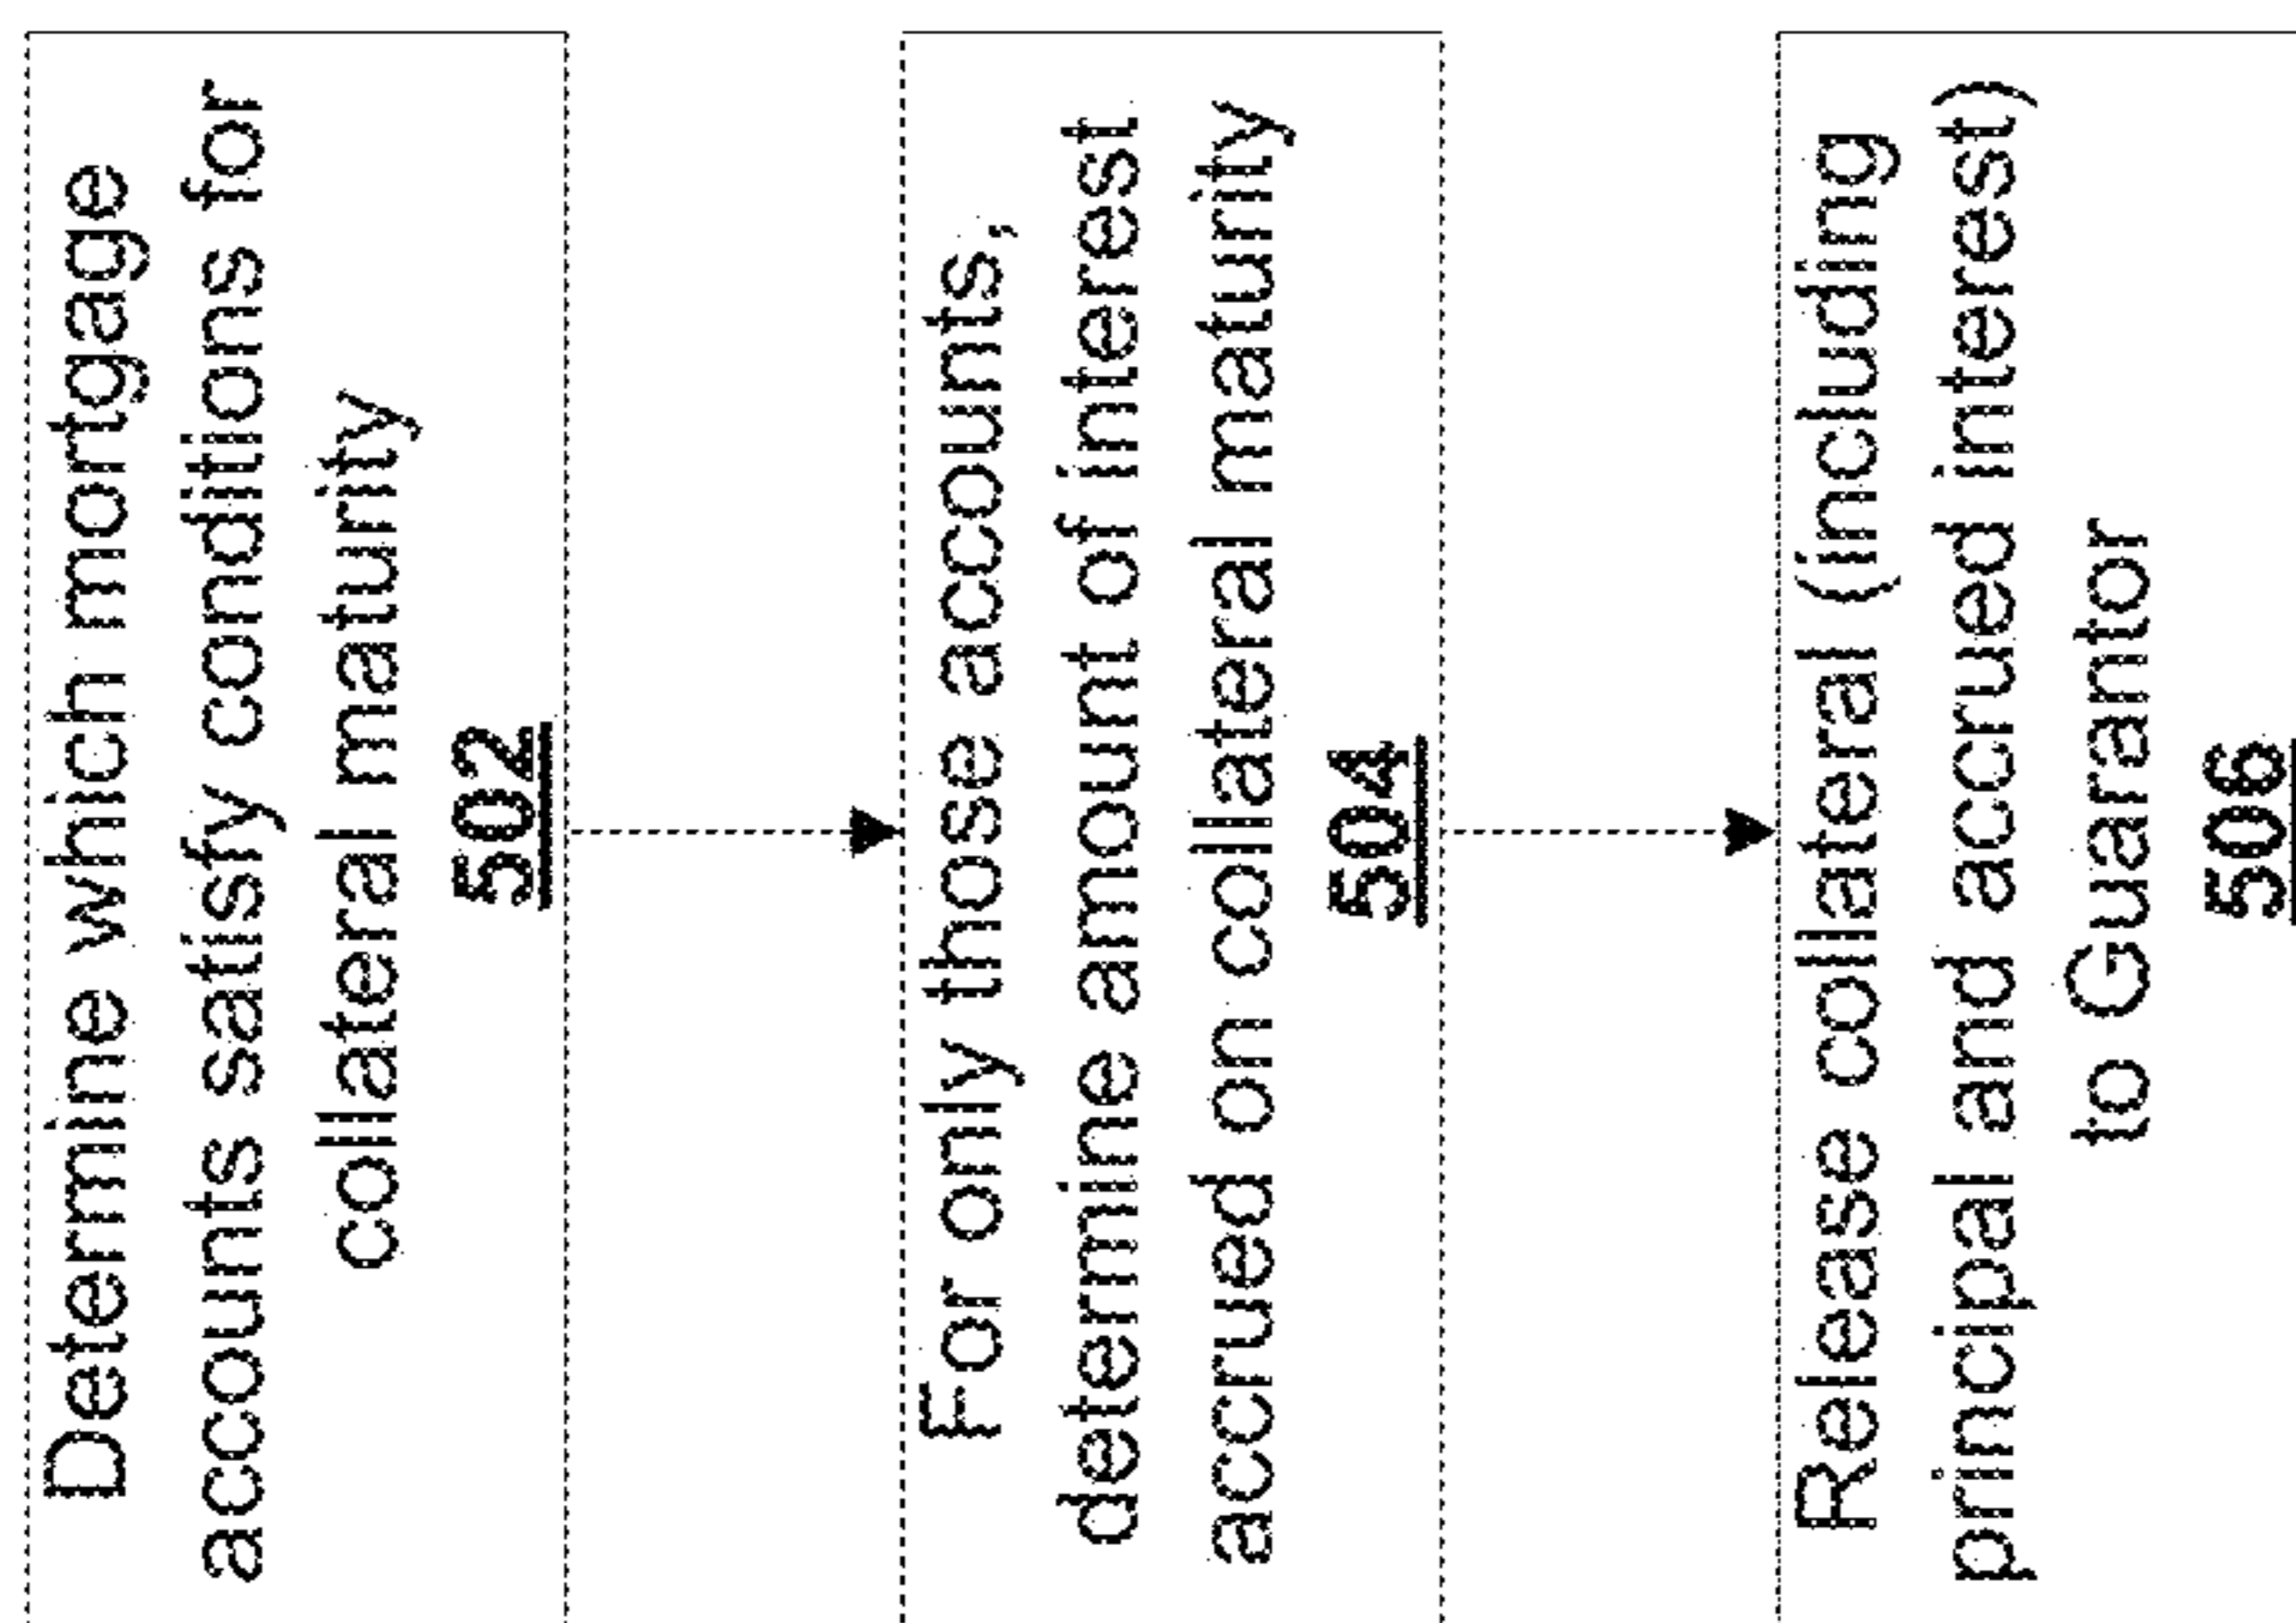 Determine which mortgage
accounts satisfy conditions for
collateral maturity
502
For only those accounts,
determine amount of interest
accrued on collateral maturity
504
Release collateral (including
principal and accrued interest)
to Guarantor
506